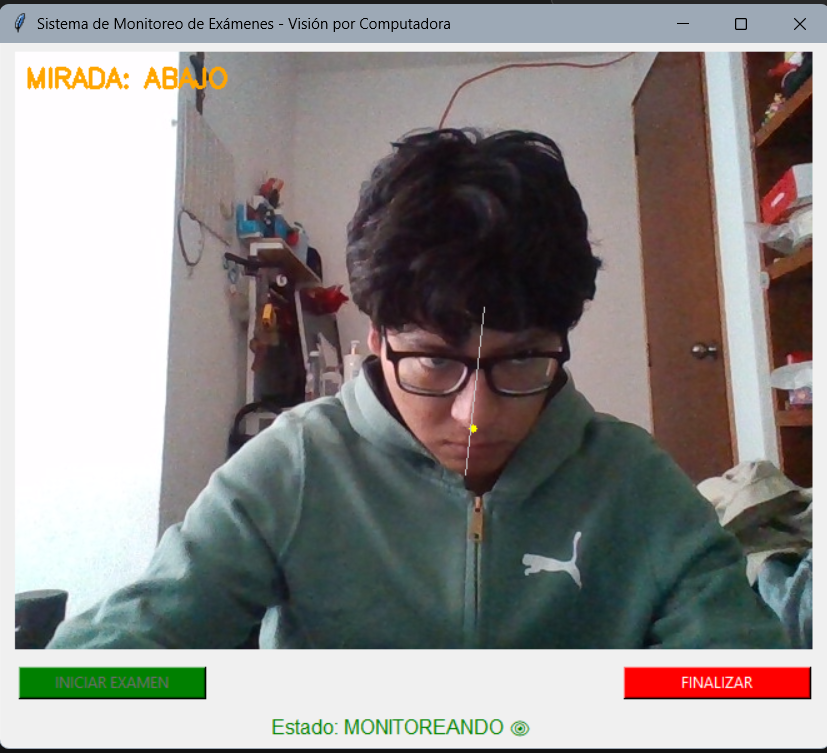 Sistema de Monitoreo de Exámenes - Visión por Computadora
MIRADA: ABAJO
INICIAR EXAMEN
FINALIZAR
Estado: MONITOREANDO